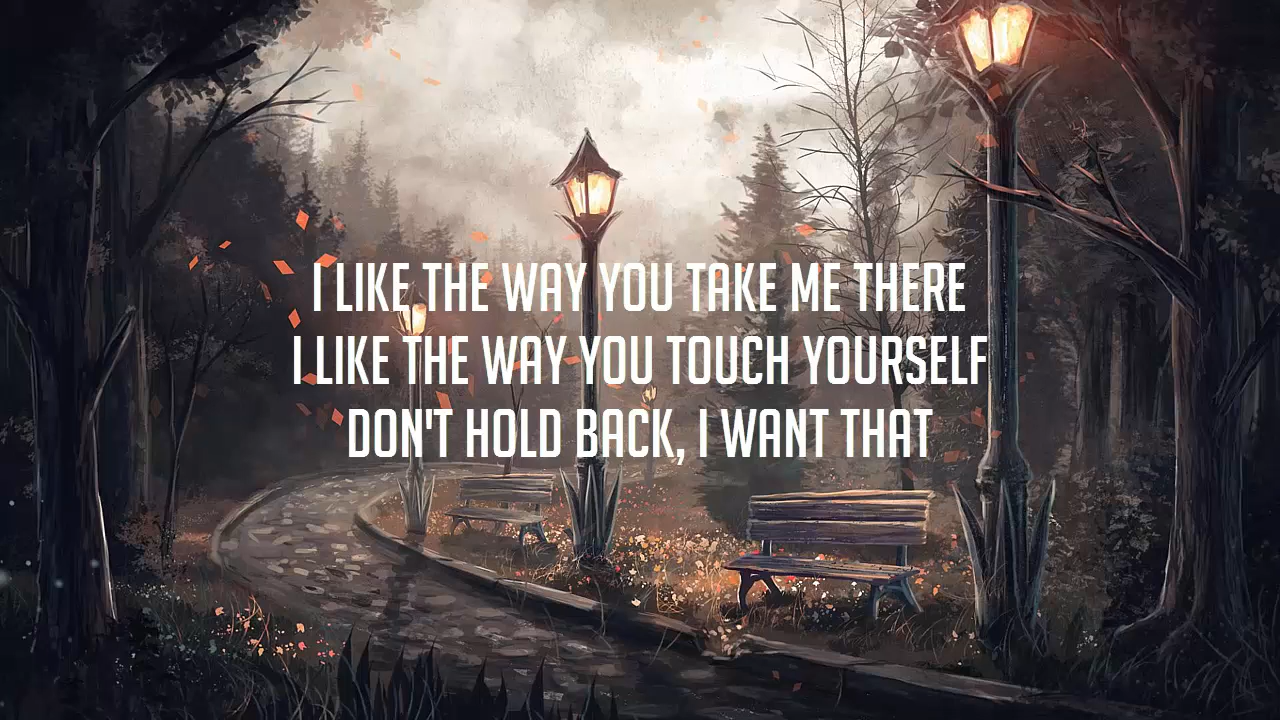 I LIKE THE WAY YOU TAKE ME THERE
I LIKE THE WAY YOU TOUCH YOURSELF
DON'T HOLD BACK, I WANT THAT